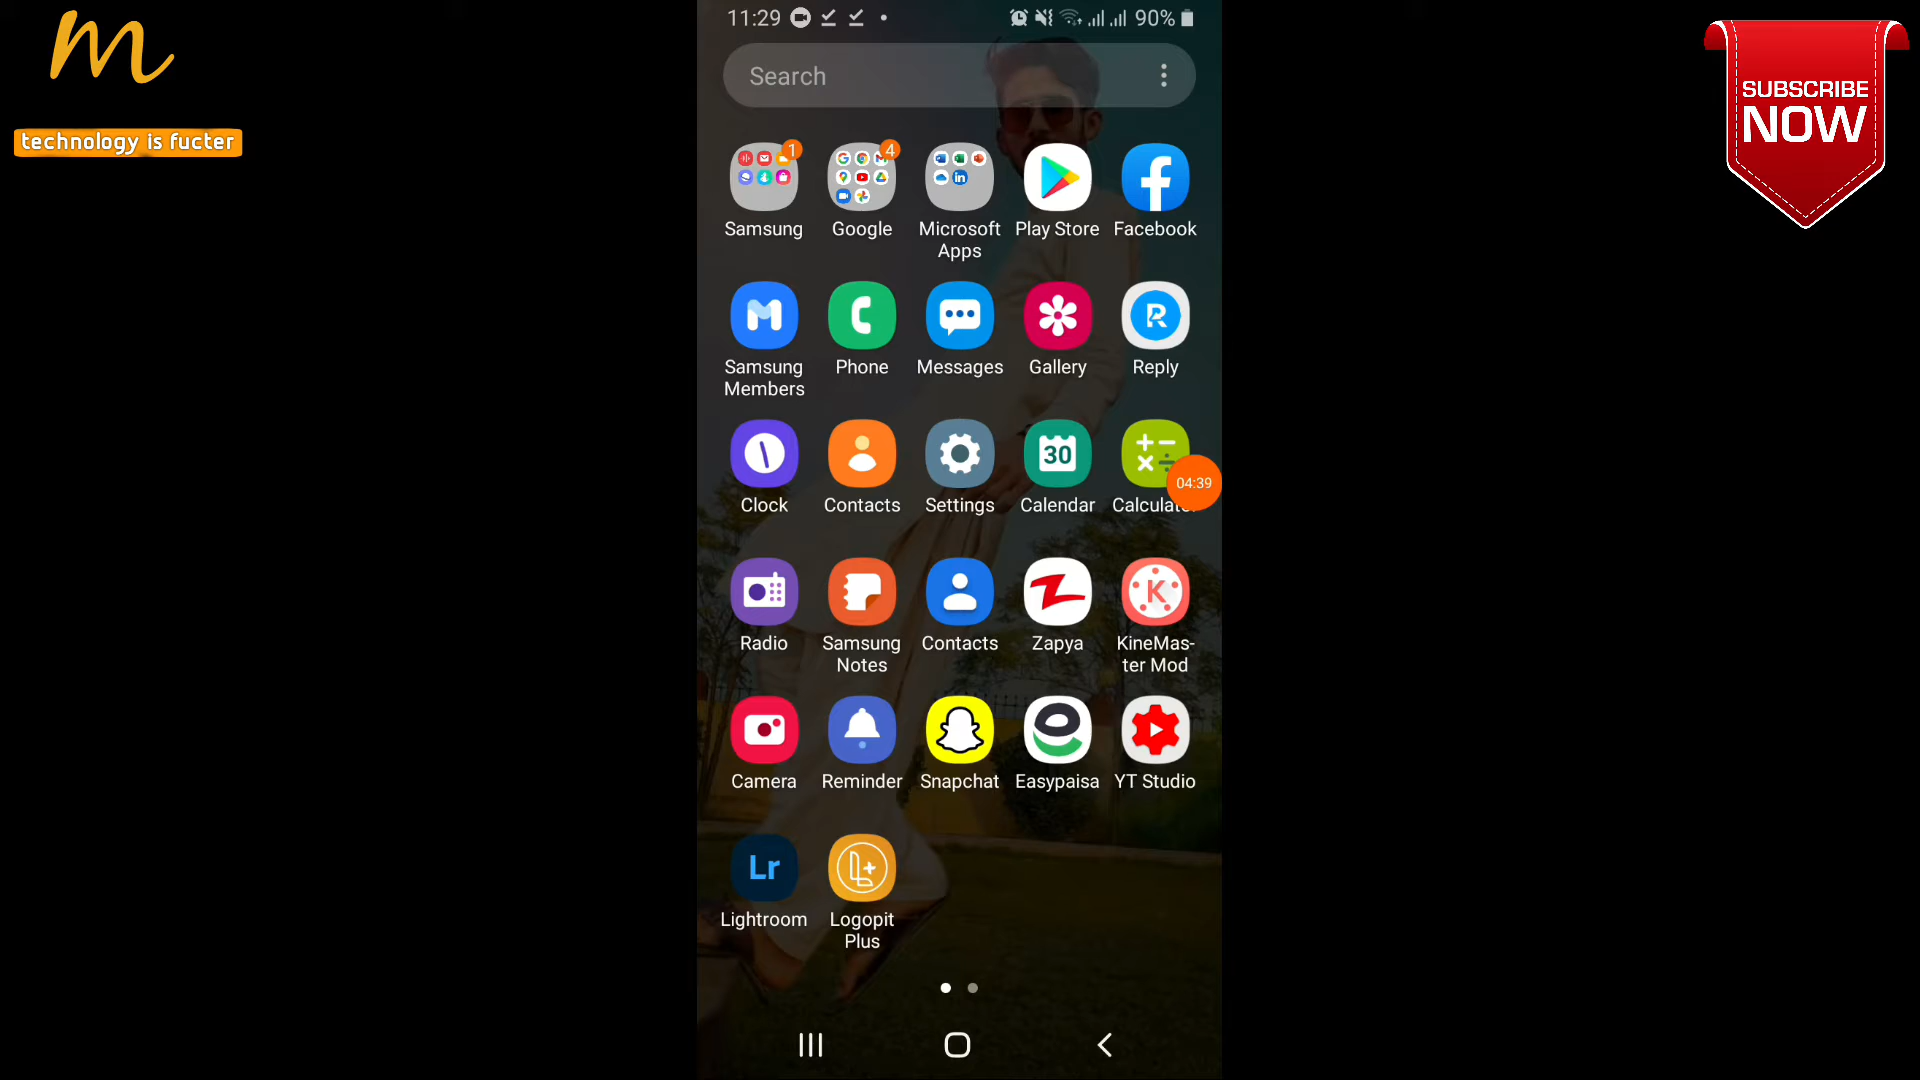 m
technology is fucter
11:29
90%
Search
SUBSCRIBE
NOW
1
4
Samsung
Google
Microsoft
Apps
Play Store
Facebook
Samsung
Members
Phone
Messages
Gallery
R
Reply
30
04:39
Clock
Contacts
Settings
Calendar
K
Radio
Samsung
Notes
Contacts
Zapya
KineMas-
ter Mod
Camera
Reminder
Snapchat
Easypaisa
YT Studio
Lr
L+
Lightroom
Logopit
Plus